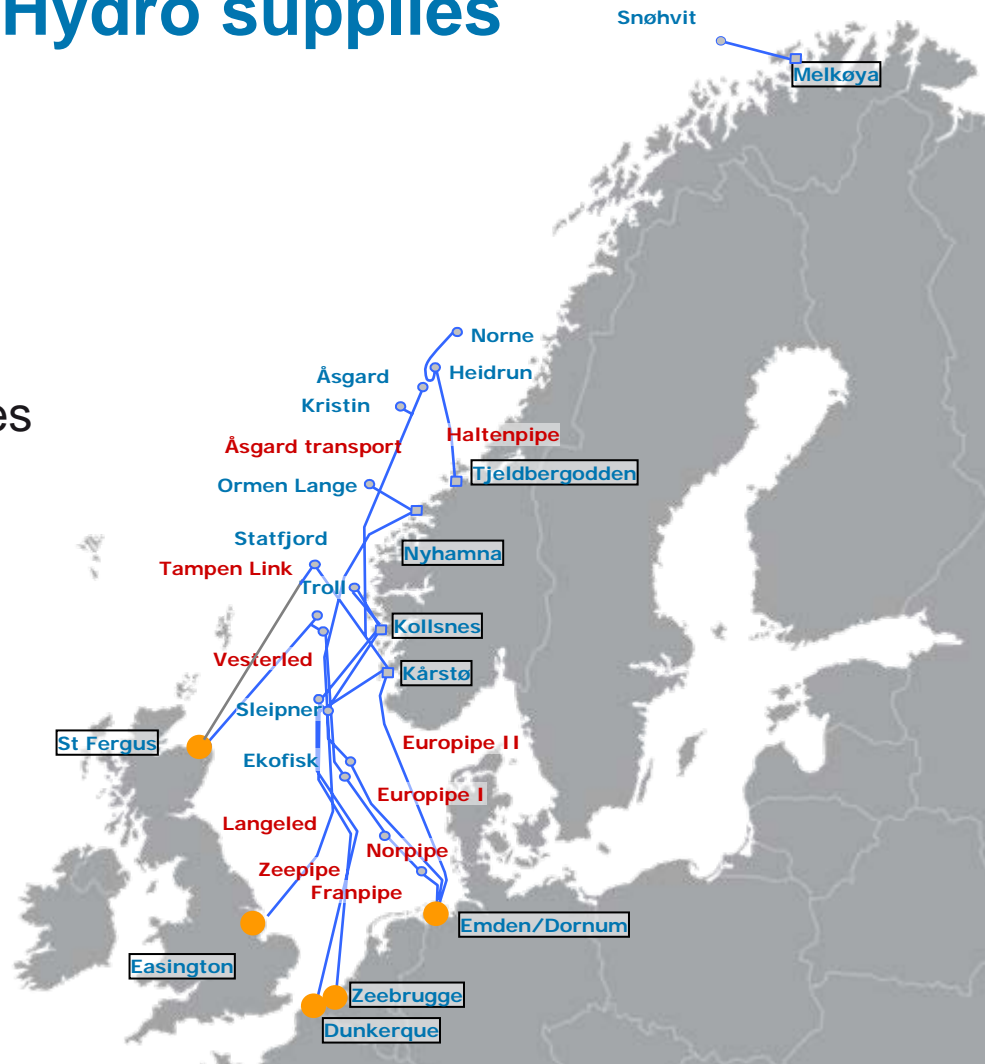 Hydro supplies
Snøhvit
Melkøya
Norne
Åsgard
Heidrun
Kristin
es
Åsgard transport
Haltenpipe
Ormen Lange
Tjeldbergodden
Statfjord
Nyhamna
Tampen Link
Troll
Kollsnes
Vesterled
Kårstø
Sleipner
St Fergus
Europipe II
Ekofisk
Europipe I
Langeled
Norpipe
Zeepipe
Franpipe
Emden/Dornum
Easington
Zeebrugge
Dunkerque